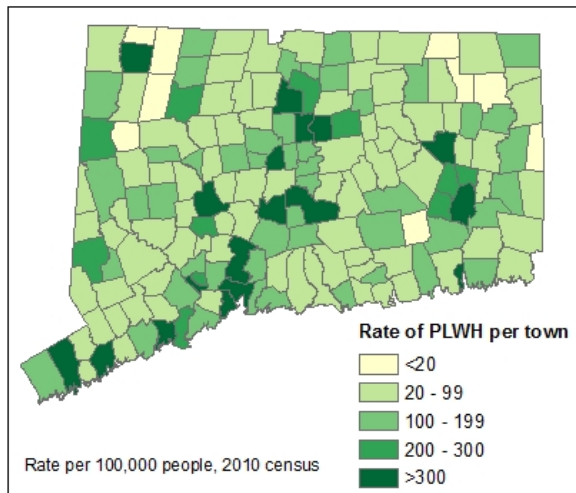 Rate of PLWH per town
<20
20 - 99
100 - 199
200 - 300
>300
Rate per 100,000 people, 2010 census